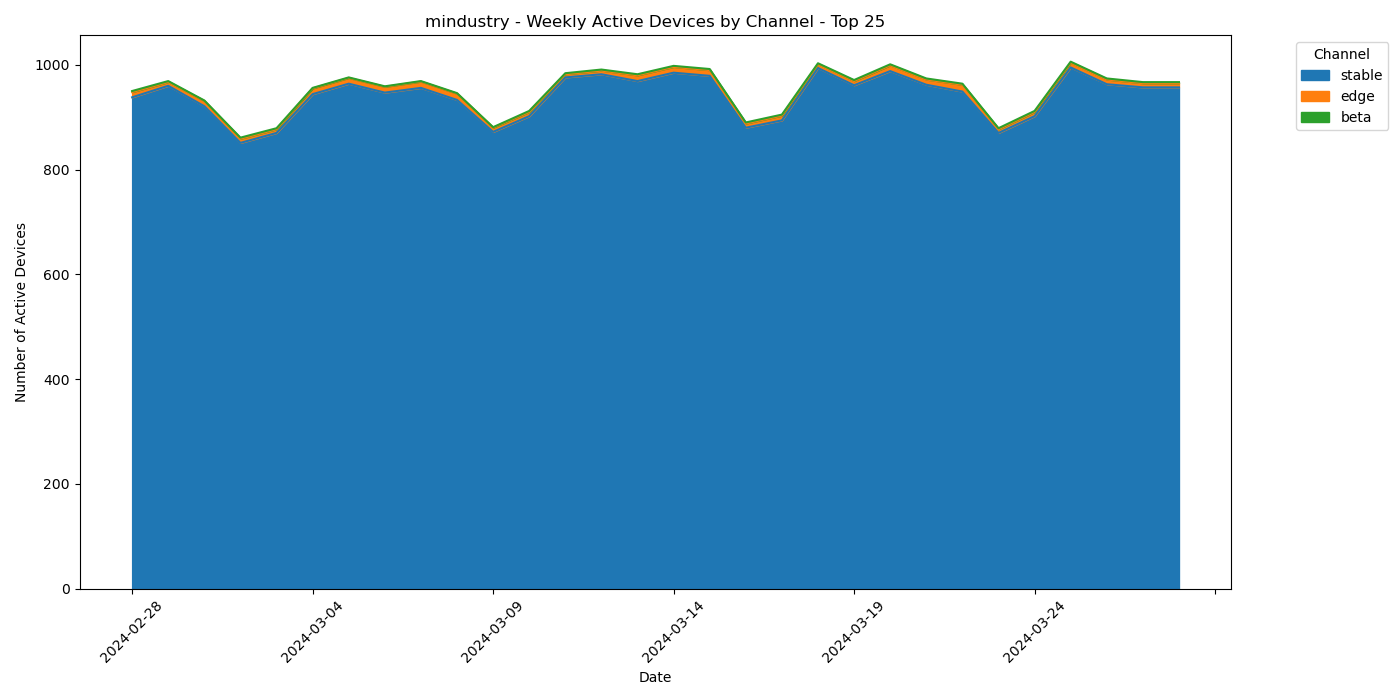 mindustry - Weekly Active Devices by Channel - Top 25
Number of Active Devices
1000
800
600
400
200
0
2024-02-28
2024-03-04
2024-03-09
2024-03-14
2024-03-19
2024-03-24
Date
Channel
stable
edge
beta